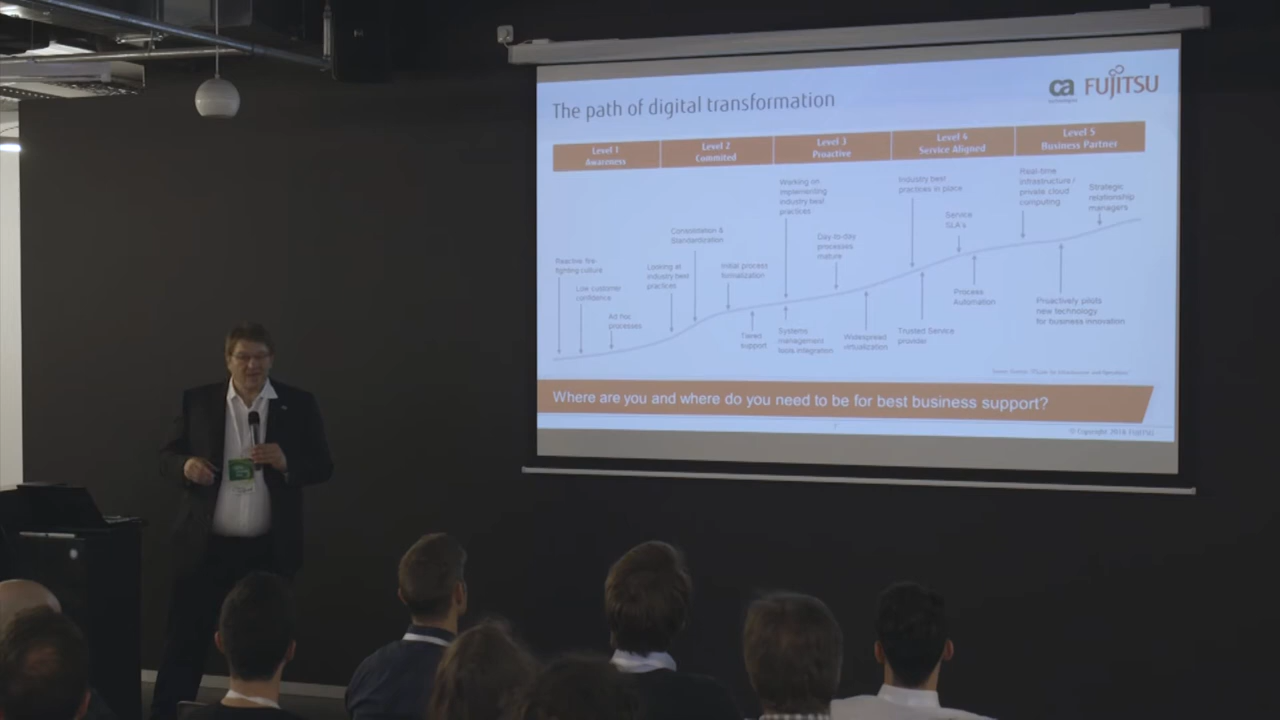 The path of digital transformation
ca
FUJITSU
Level 1
Awareness
Level 2
Commited
Level 3
Proactive
Level 4
Service Aligned
Level 5
Business Partner
Reactive fire-
fighting culture
Low customer
confidence
Ad hoc
processes
Looking at
industry best
practices
Consolidation &
Standardization
Initial process
formalization
Tiered
support
Working on
implementing
industry best
practices
Systems
management
tools integration
Day-to-day
processes
mature
Widespread
virtualization
Industry best
practices in place
Trusted Service
provider
Service
SLA's
Process
Automation
Real-time
infrastructure /
private cloud
computing
Proactively pilots
new technology
for business innovation
Strategic
relationship
managers
Where are you and where do you need to be for best business support?
7
© Copyright 2016 FUJITSU